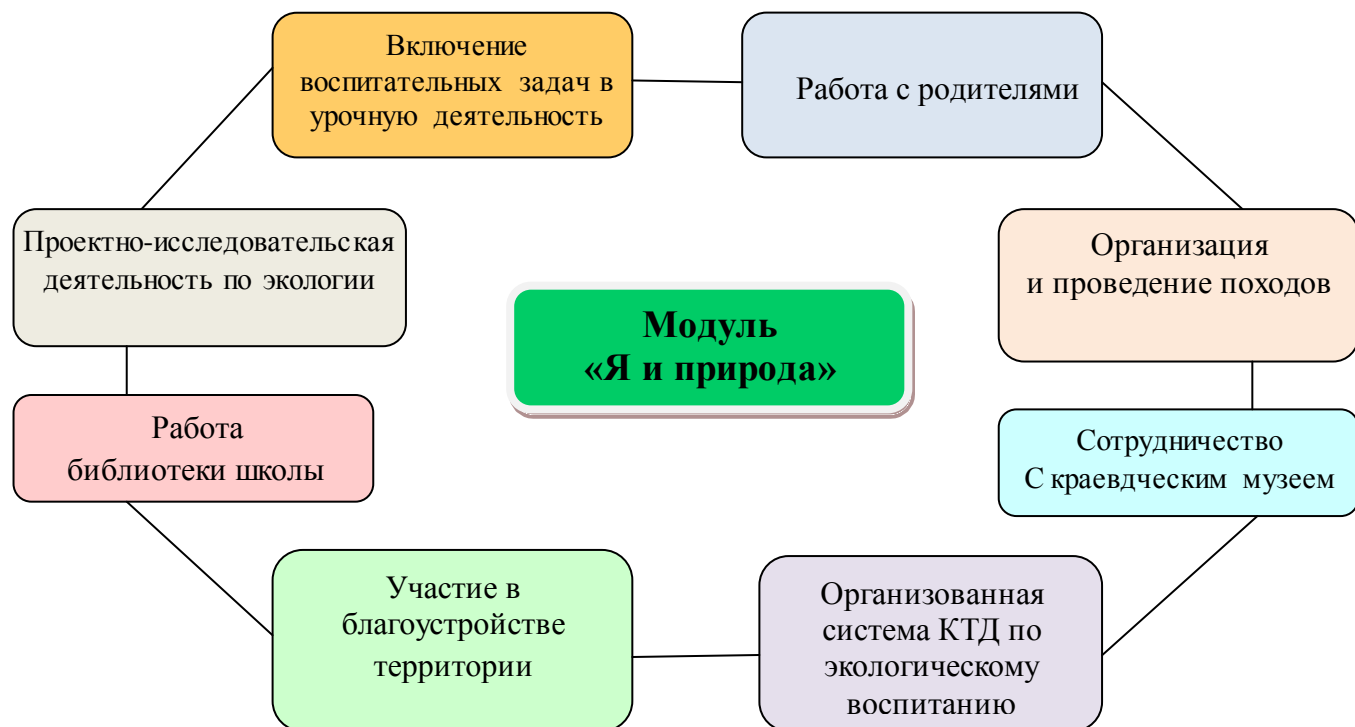 Включение
воспитательных задач в
урочную деятельность
Работа с родителями
Проектно-исследовательская
деятельность по экологии
Организация
и проведение походов
Модуль
«Я и природа»
Работа
библиотеки школы
Сотрудничество
С краевдческим музеем
Участие в
благоустройстве
территории
Организованная
система КТД по
экологическому
воспитанию